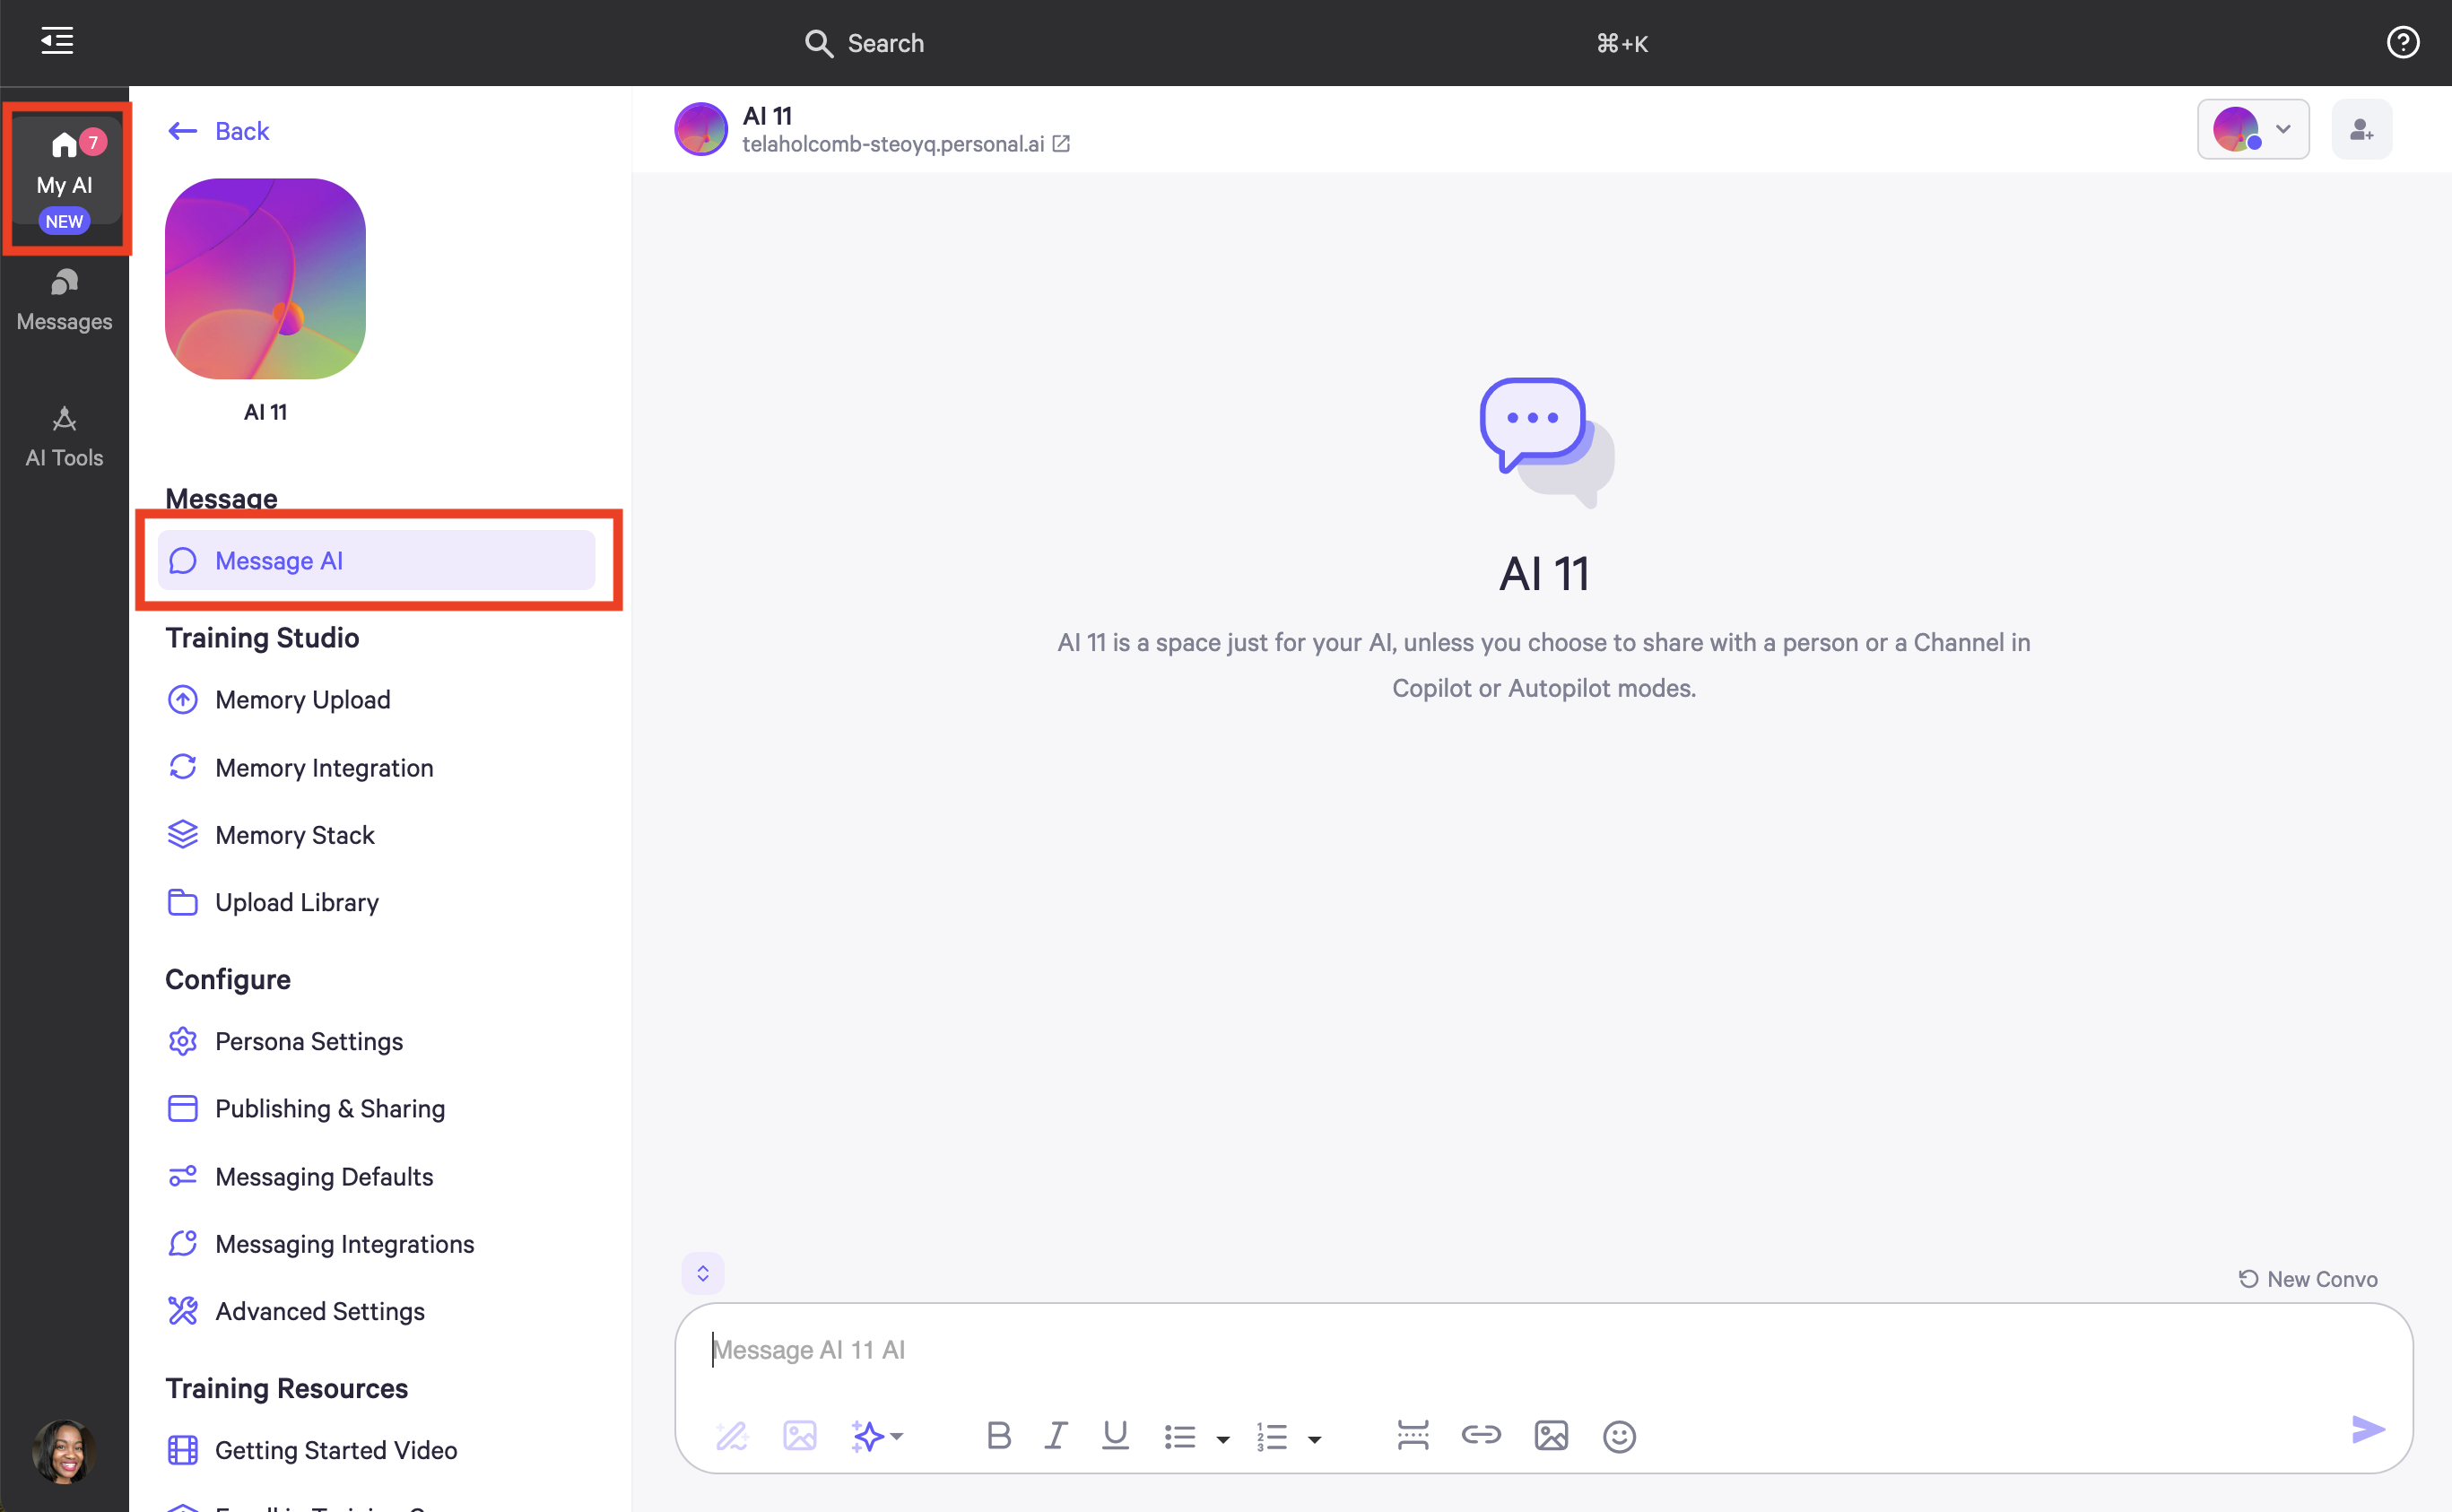 Search
⌘+K
7
My AI
NEW
Messages
AI Tools
Back
AI 11
Message
Message AI
Training Studio
Memory Upload
Memory Integration
Memory Stack
Upload Library
Configure
Persona Settings
Publishing & Sharing
Messaging Defaults
Messaging Integrations
Advanced Settings
Training Resources
Getting Started Video
AI 11
telaholcomb-steoyq.personal.ai
AI 11
AI 11 is a space just for your AI, unless you choose to share with a person or a Channel in
Copilot or Autopilot modes.
New Convo
Message AI 11 AI